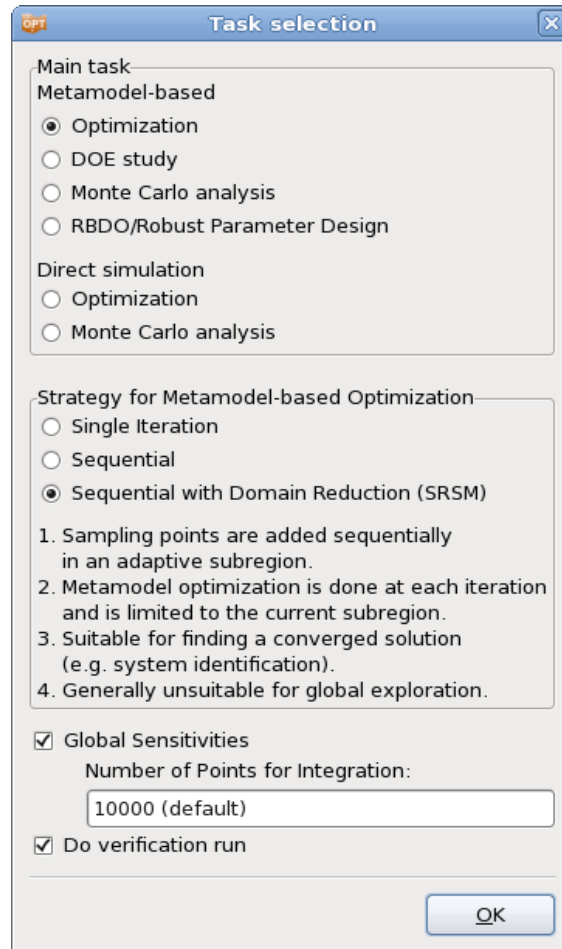 OPT
Task selection
Main task
Metamodel-based
Optimization
DOE study
Monte Carlo analysis
RBDO/Robust Parameter Design
Direct simulation
Optimization
Monte Carlo analysis
Strategy for Metamodel-based Optimization
Single Iteration
Sequential
Sequential with Domain Reduction (SRSM)
1. Sampling points are added sequentially
in an adaptive subregion.
2. Metamodel optimization is done at each iteration
and is limited to the current subregion.
3. Suitable for finding a converged solution
(e.g. system identification).
4. Generally unsuitable for global exploration.
Global Sensitivities
Number of Points for Integration:
10000 (default)
Do verification run
OK